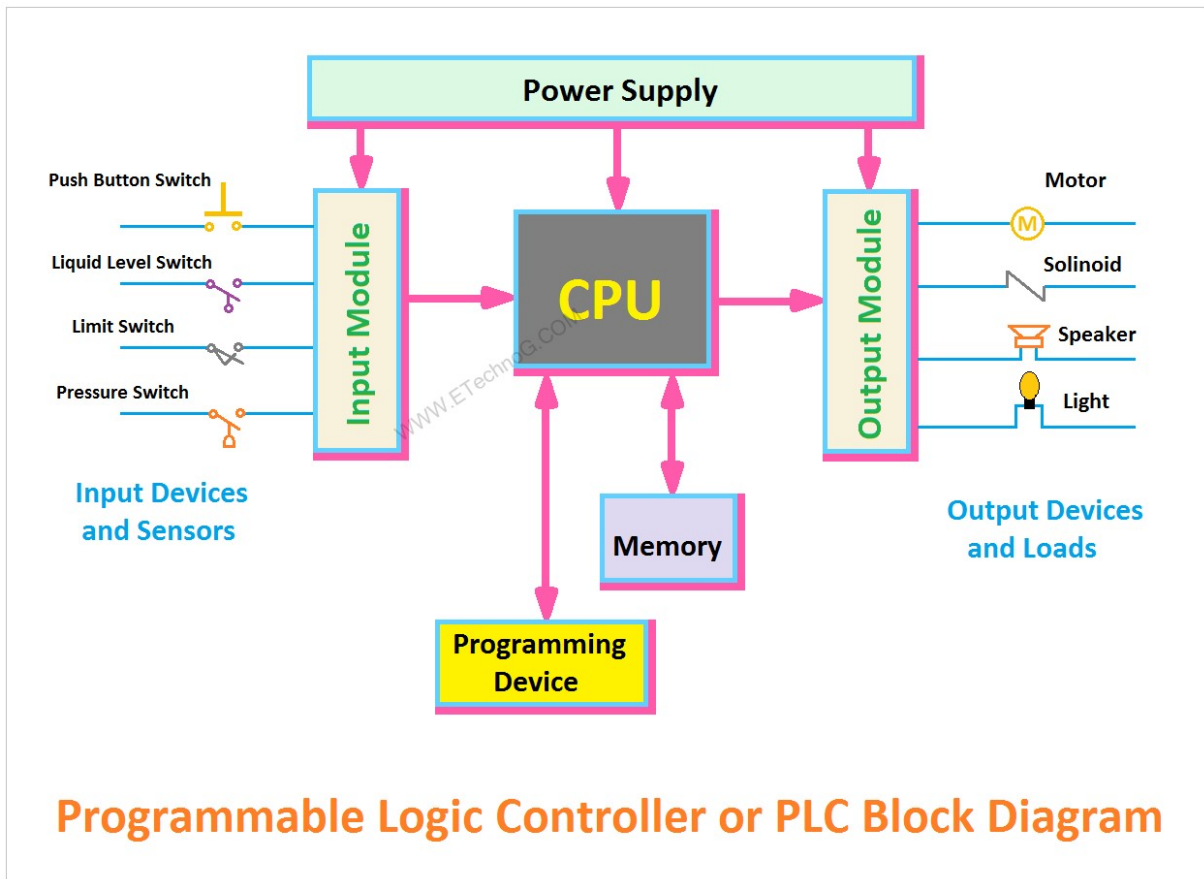 Power Supply
Push Button Switch
Liquid Level Switch
Limit Switch
Pressure Switch
Input Module
CPU
Output Module
Motor
M
Solinoid
Speaker
Light
WWW.ETechnoG.COM
Input Devices
and Sensors
Output Devices
and Loads
Memory
Programming
Device
Programmable Logic Controller or PLC Block Diagram